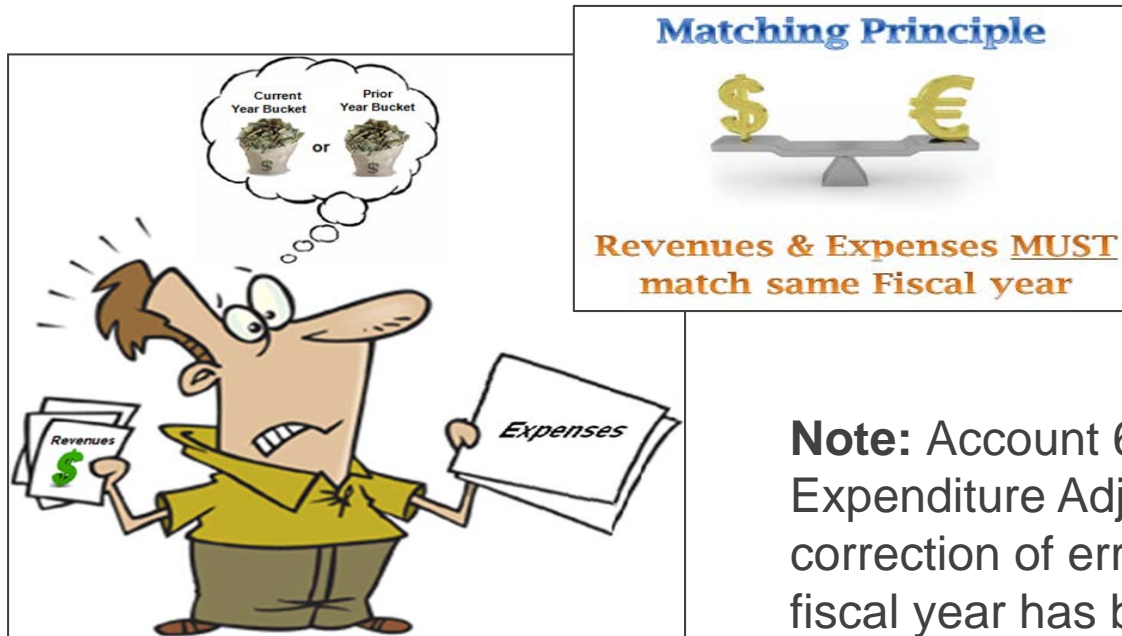 Matching Principle
$ €
Revenues & Expenses MUST
match same Fiscal year
Current
Year Bucket
or
Prior
Year Bucket
$
$
Revenues
$
Expenses
Note: Account 6
Expenditure Adj
correction of err
fiscal year has b